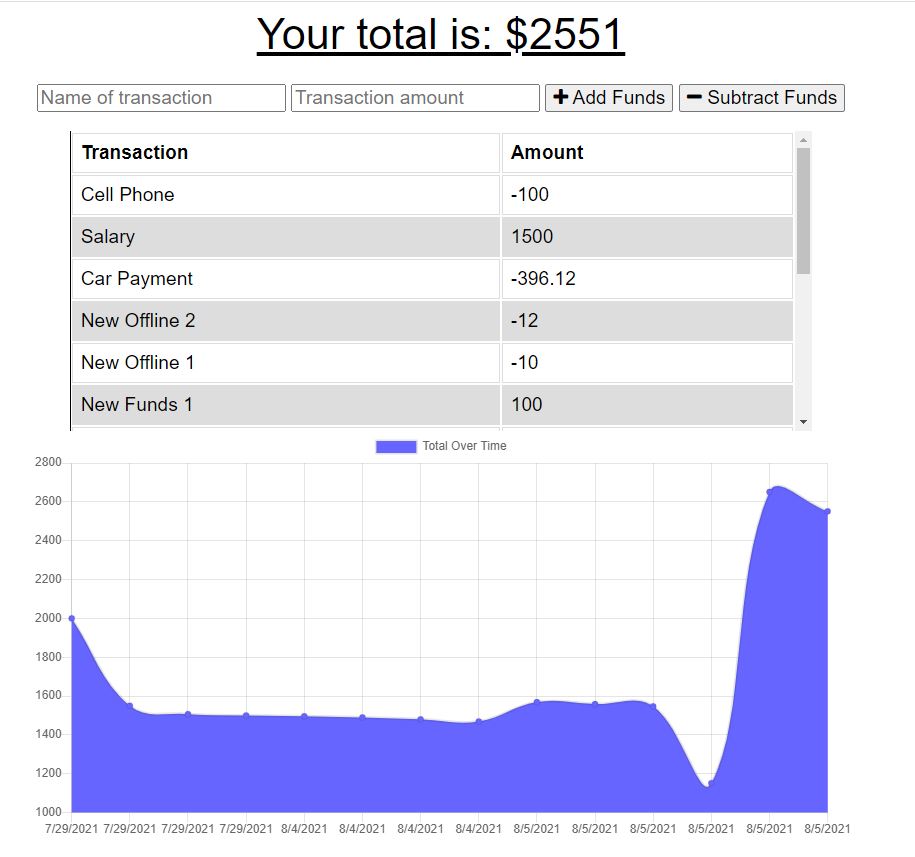 Your total is: $2551
Name of transaction Transaction amount Add Funds Subtract Funds
Transaction Amount
Cell Phone -100
Salary 1500
Car Payment -396.12
New Offline 2 -12
New Offline 1 -10
New Funds 1 100
Total Over Time
2800
2600
2400
2200
2000
1800
1600
1400
1200
1000
7/29/2021 7/29/2021 7/29/2021 7/29/2021 8/4/2021 8/4/2021 8/4/2021 8/4/2021 8/5/2021 8/5/2021 8/5/2021 8/5/2021 8/5/2021 8/5/2021